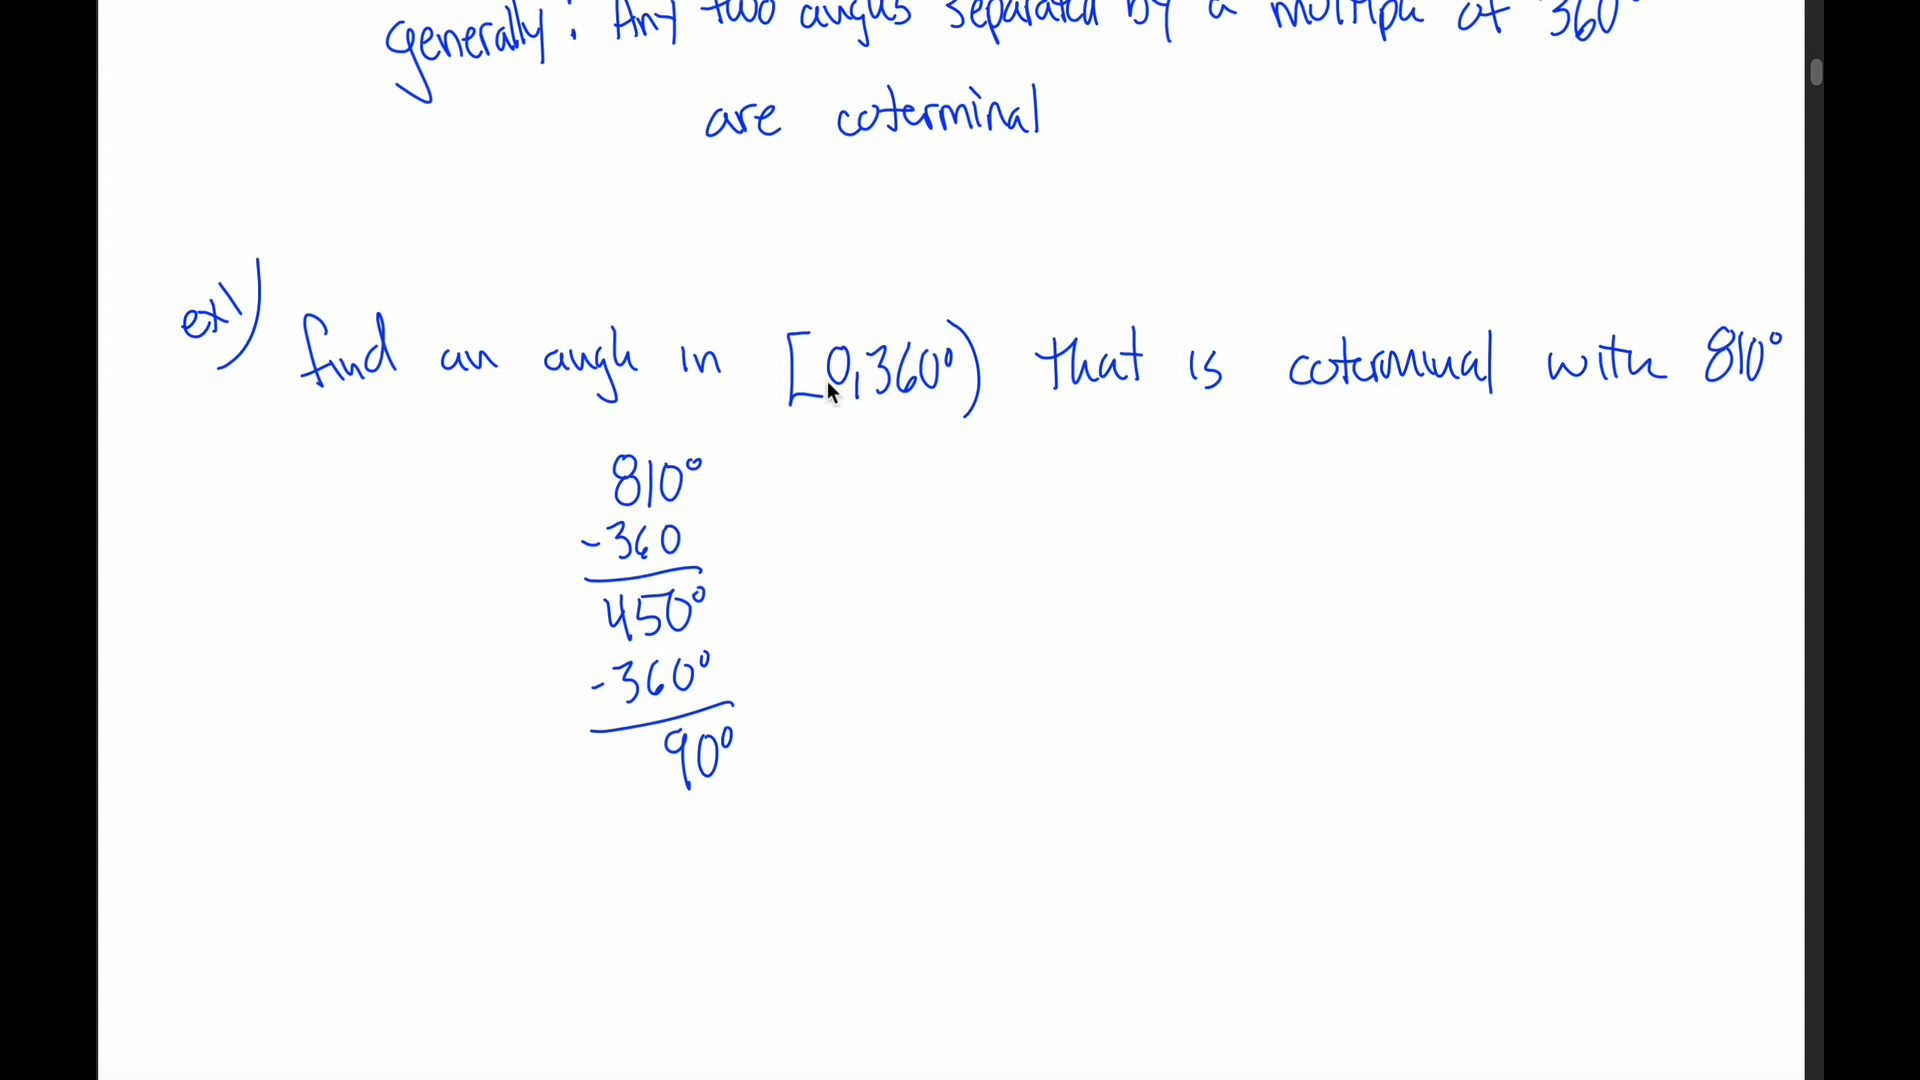 generally: Any two angles separated by a multiple of 360°
are coterminal
ex)
find an angle in [0,360°) that is coterminal with 810°
810°
-360
450°
-360°
90°